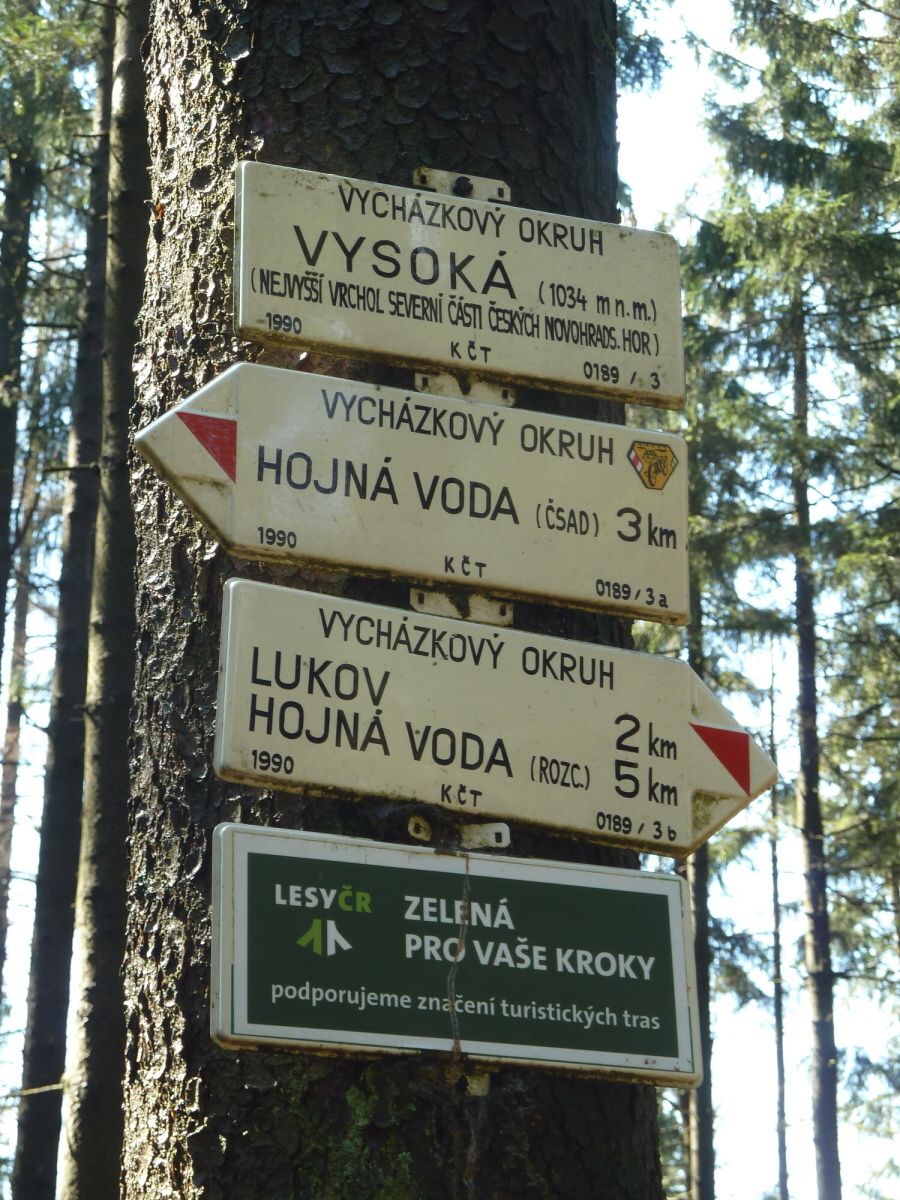 VYCHÁZKOVÝ OKRUH
VYSOKÁ (1034 m n.m.)
(NEJVYŠŠÍ VRCHOL SEVERNÍ ČÁSTI ČESKÝCH NOVOHRADS. HOR)
1990 KČT 0189 / 3
VYCHÁZKOVÝ OKRUH
HOJNÁ VODA (ČSAD) 3 km
1990 KČT 0189 / 3a
VYCHÁZKOVÝ OKRUH
LUKOV 2 km
HOJNÁ VODA (ROZC.) 5 km
1990 KČT 0189 / 3b
LESYČR ZELENÁ
PRO VAŠE KROKY
podporujeme značení turistických tras